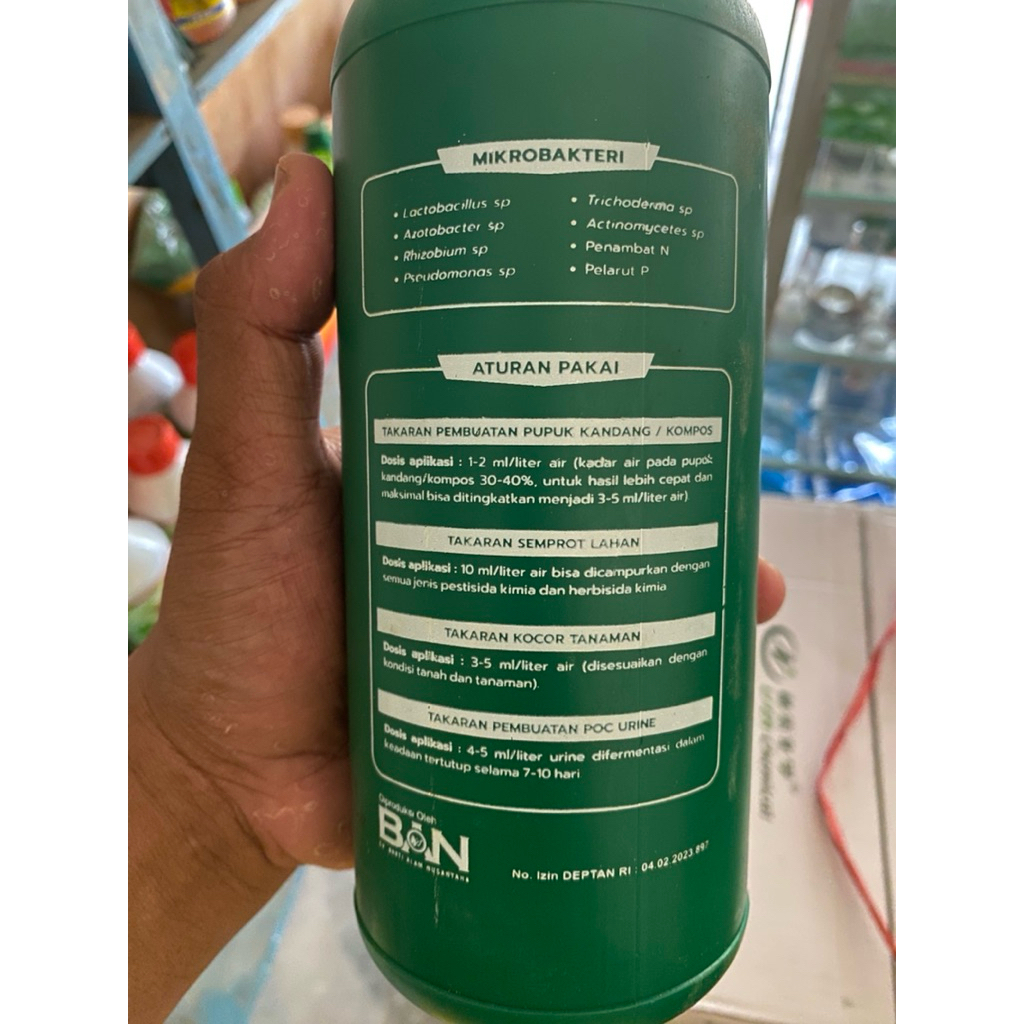 MIKROBAKTERI
• Lactobacillus sp
• Azotobacter sp
• Rhizobium sp
• Pseudomonas sp
• Trichoderma sp
• Actinomycetes sp
• Penambat N
• Pelarut P
ATURAN PAKAI
TAKARAN PEMBUATAN PUPUK KANDANG / KOMPOS
Dosis aplikasi : 1-2 ml/liter air (kadar air pada pupuk
kandang/kompos 30-40%, untuk hasil lebih cepat dan
maksimal bisa ditingkatkan menjadi 3-5 ml/liter air)
TAKARAN SEMPROT LAHAN
Dosis aplikasi : 10 ml/liter air bisa dicampurkan dengan
semua jenis pestisida kimia dan herbisida kimia
TAKARAN KOCOR TANAMAN
Dosis aplikasi : 3-5 ml/liter air (disesuaikan dengan
kondisi tanah dan tanaman).
TAKARAN PEMBUATAN POC URINE
Dosis aplikasi : 4-5 ml/liter urine difermentasi dalam
keadaan tertutup selama 7-10 hari
Diproduksi Oleh
BAN
CV. BUKTI ALAM NUSANTARA
No. Izin DEPTAN RI : 04.02.2023.897